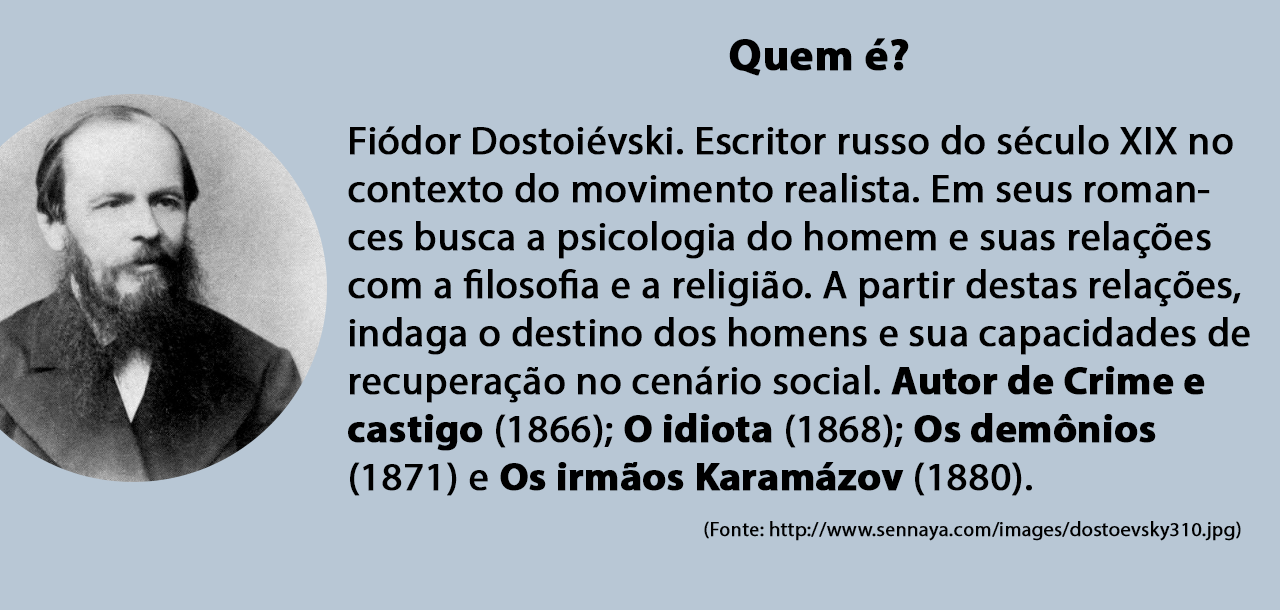 Quem é?
Fiódor Dostoiévski. Escritor russo do século XIX no
contexto do movimento realista. Em seus roman-
ces busca a psicologia do homem e suas relações
com a filosofia e a religião. A partir destas relações,
indaga o destino dos homens e sua capacidades de
recuperação no cenário social. Autor de Crime e
castigo (1866); O idiota (1868); Os demônios
(1871) e Os irmãos Karamázov (1880).
(Fonte: http://www.sennaya.com/images/dostoevsky310.jpg)